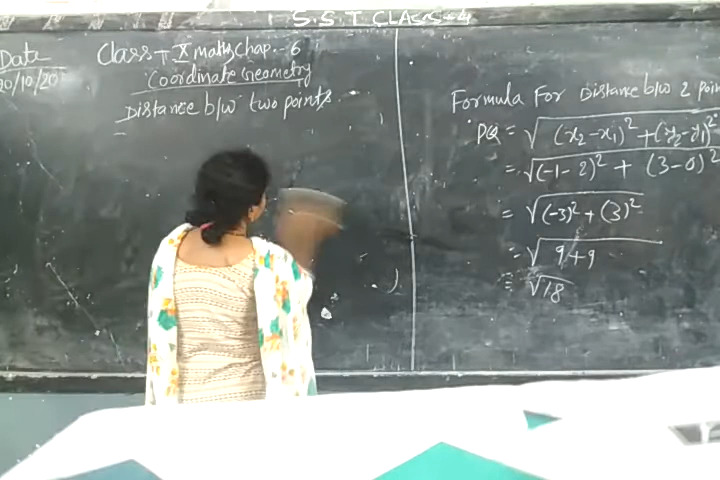 S.S.T CLASS-4
Date
20/10/20
Class - X maths chap.- 6
Coordinate Geometry
Distance b/w two points
Formula For Distance b/w 2 poin
PQ = √(x₂-x₁)² + (y₂-y₁)²
= √(-1-2)² + (3-0)²
= √(-3)² + (3)²
= √9+9
= √18